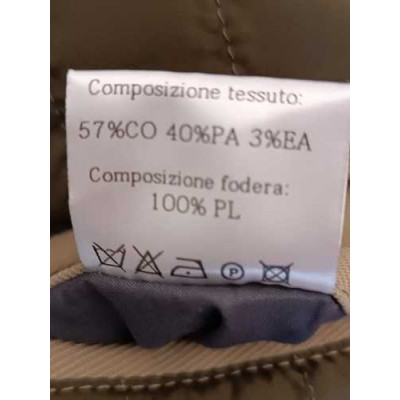 Composizione tessuto:
57%CO 40%PA 3%EA
Composizione fodera:
100% PL
P